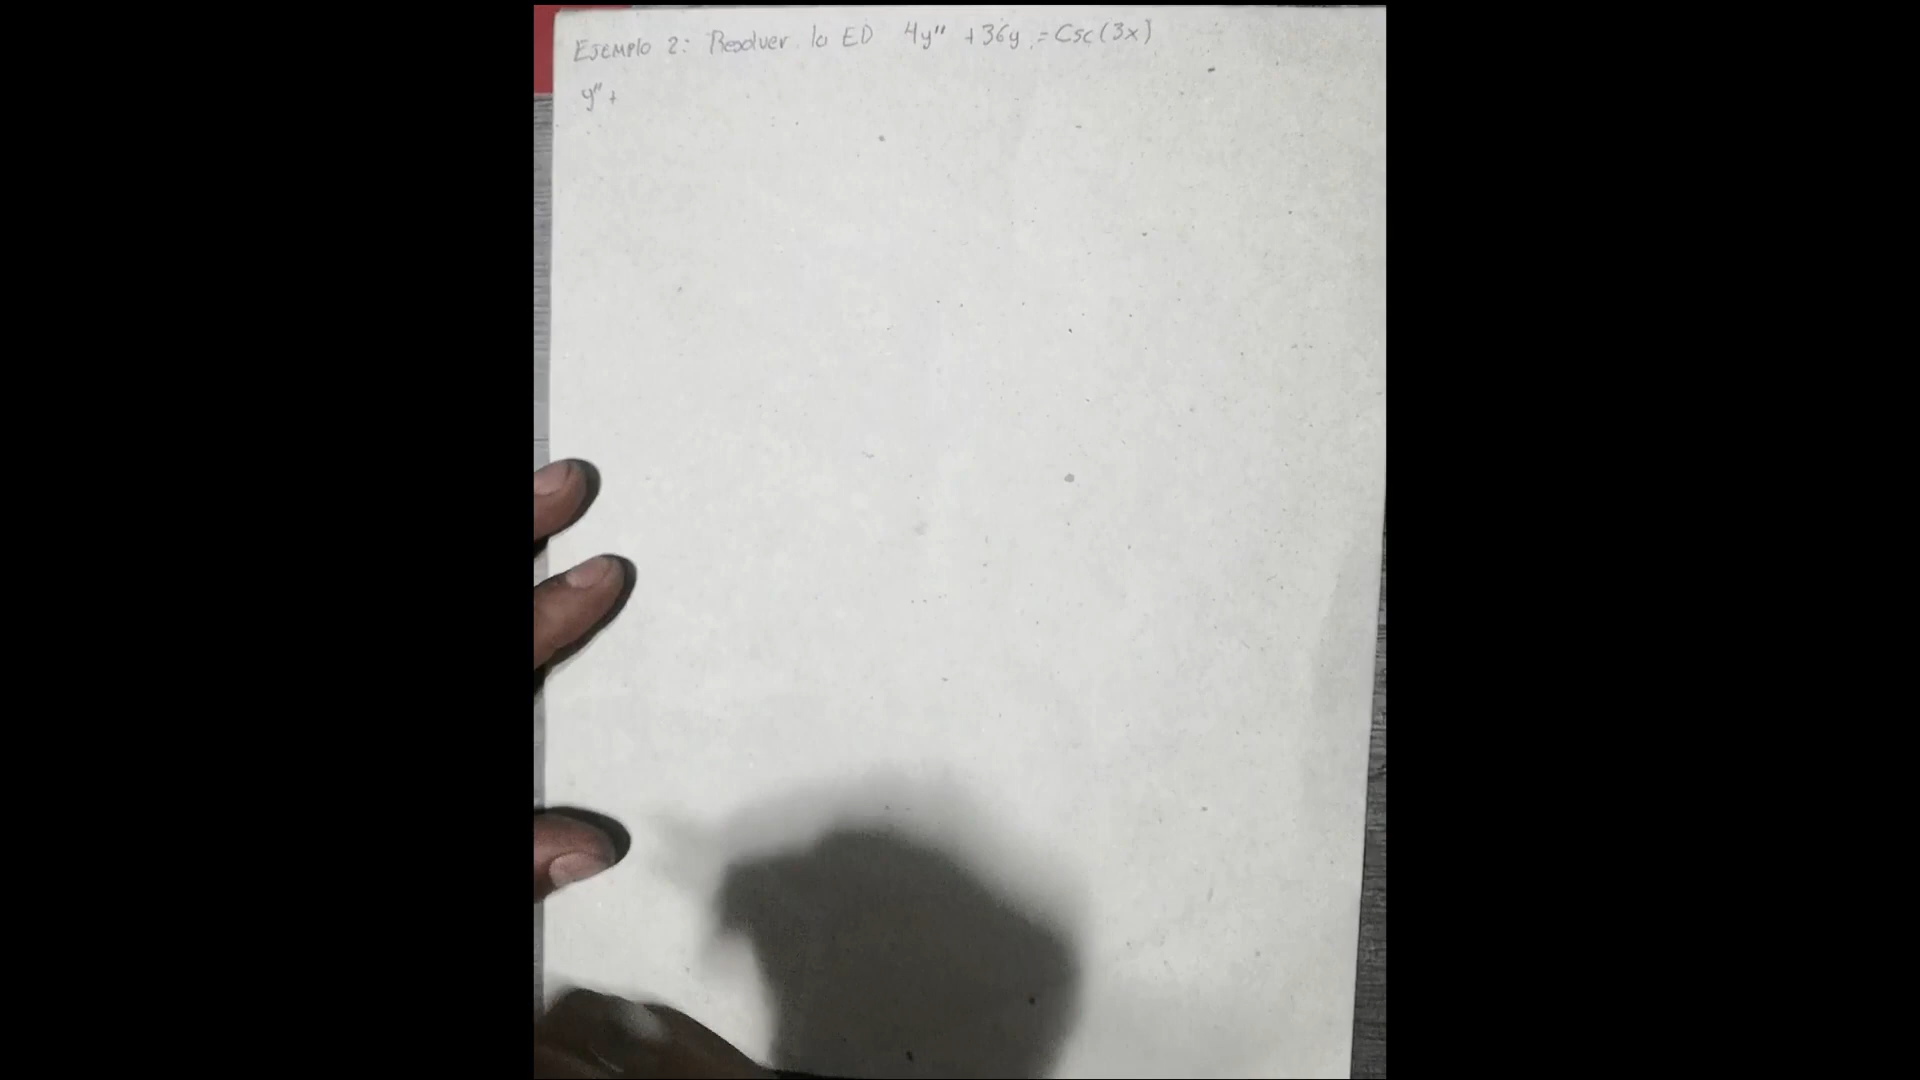 EJEMPlo 2: Resolver la ED 4y" + 36y = Csc(3x)
y" +